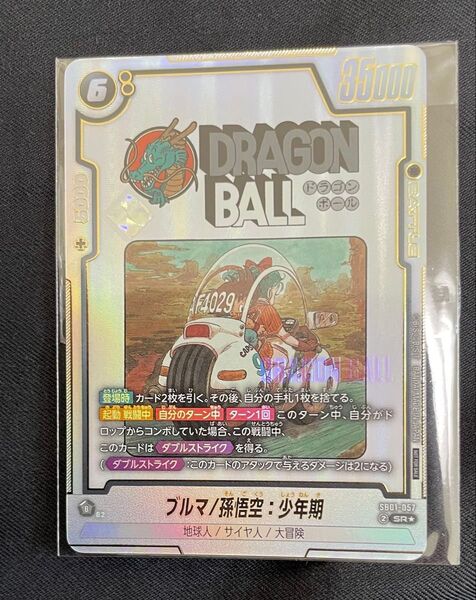 6 8
35000
+ 5000
BATTLE
DRAGON
BALL
ドラゴン
ボール
F4029
DRAGON BALL
登場時 カード2枚を引く。その後、自分の手札1枚を捨てる。
起動 戦闘中 自分のターン中 ターン1回 このターン中、自分がド
ロップからコンボしていた場合、この戦闘中、
このカードは ダブルストライク を得る。
( ダブルストライク :このカードのアタックで与えるダメージは2になる)
ブルマ/孫悟空:少年期
地球人 / サイヤ人 / 大冒険
SB01-057
SR★